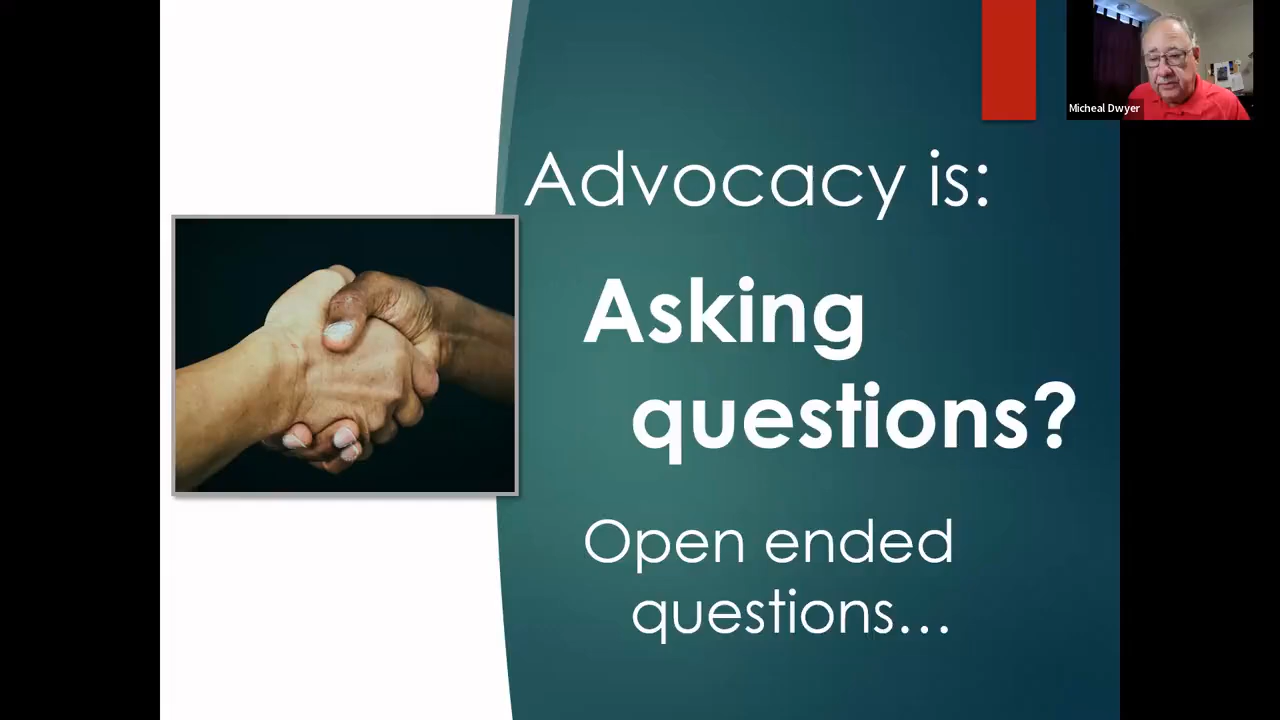 Micheal Dwyer
Advocacy is:
Asking
questions?
Open ended
questions...